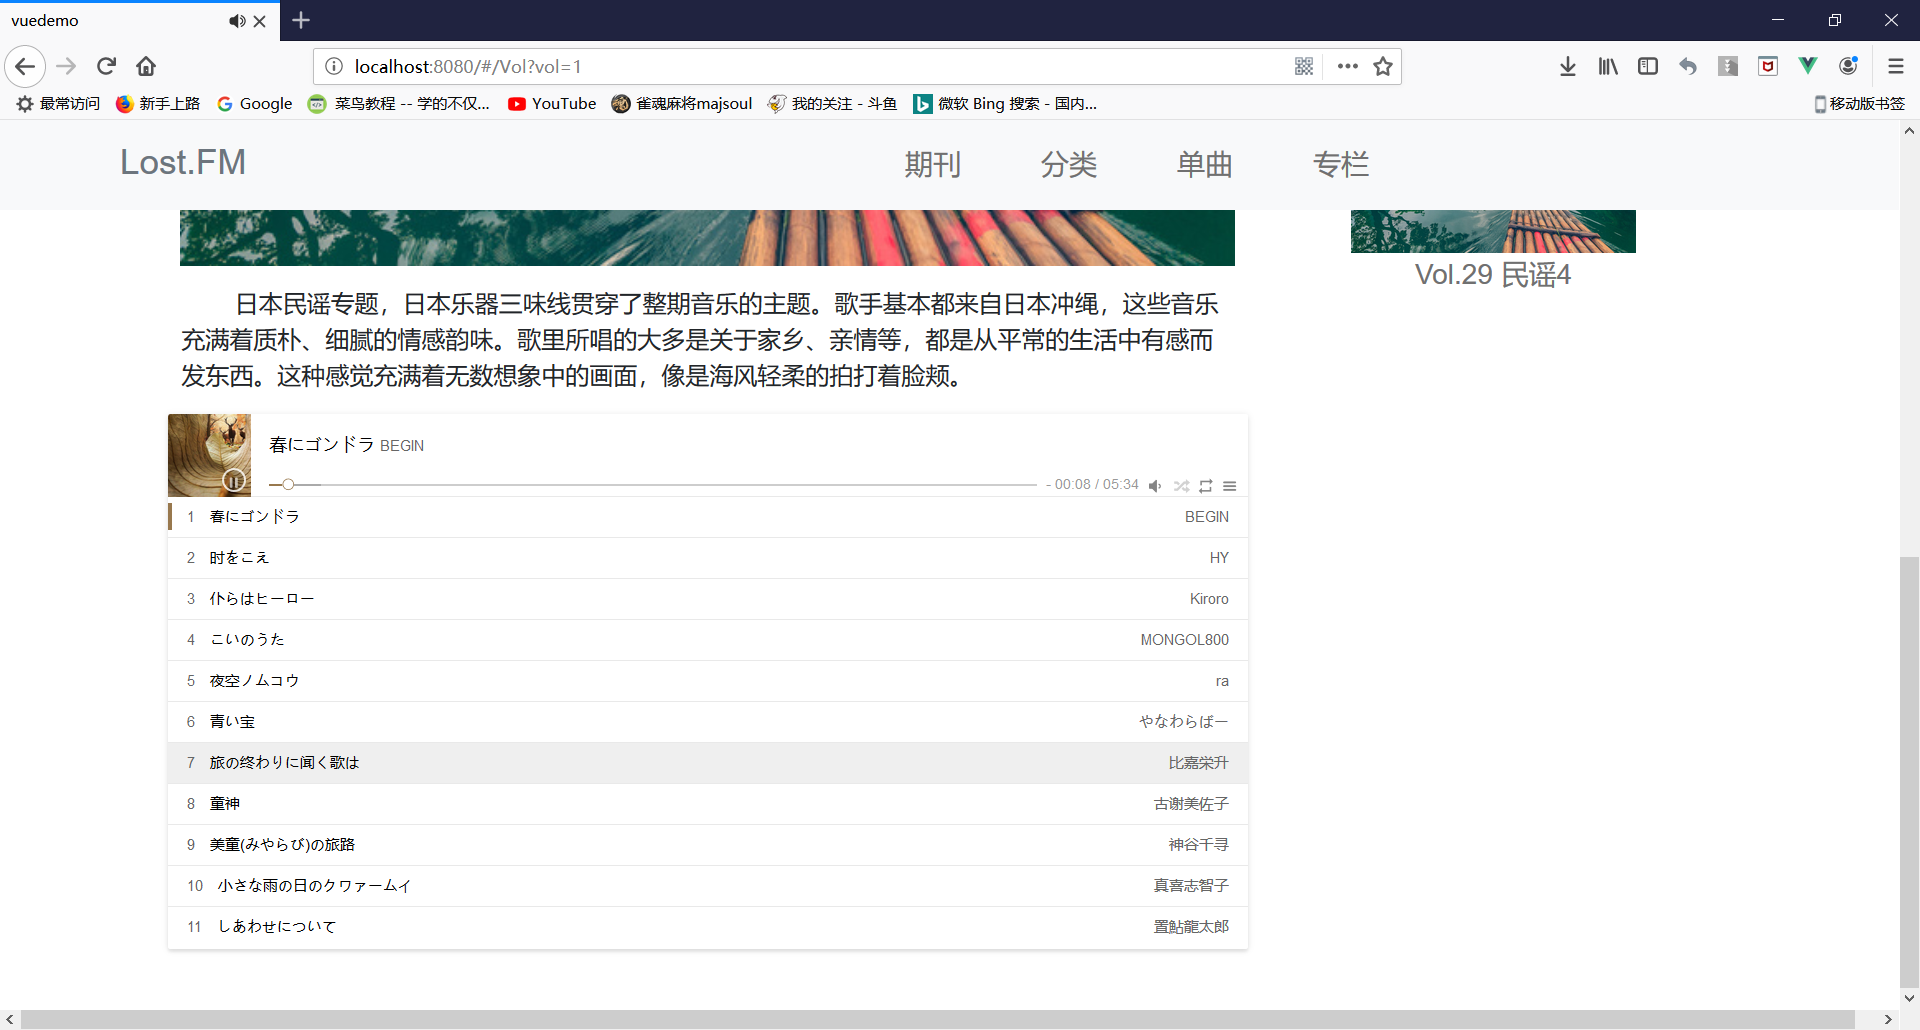 vuedemo
localhost:8080/#/Vol?vol=1
最常访问 新手上路 Google 菜鸟教程 -- 学的不仅... YouTube 雀魂麻将majsoul 我的关注 - 斗鱼 微软 Bing 搜索 - 国内... 移动版书签
Lost.FM 期刊 分类 单曲 专栏
Vol.29 民谣4
日本民谣专题，日本乐器三味线贯穿了整期音乐的主题。歌手基本都来自日本冲绳，这些音乐
充满着质朴、细腻的情感韵味。歌里所唱的大多是关于家乡、亲情等，都是从平常的生活中有感而
发东西。这种感觉充满着无数想象中的画面，像是海风轻柔的拍打着脸颊。
春にゴンドラ BEGIN
- 00:08 / 05:34
1 春にゴンドラ BEGIN
2 时をこえ HY
3 仆らはヒーロー Kiroro
4 こいのうた MONGOL800
5 夜空ノムコウ ra
6 青い宝 やなわらばー
7 旅の终わりに闻く歌は 比嘉栄升
8 童神 古谢美佐子
9 美童(みやらび)の旅路 神谷千寻
10 小さな雨の日のクワァームイ 真喜志智子
11 しあわせについて 置鮎龍太郎